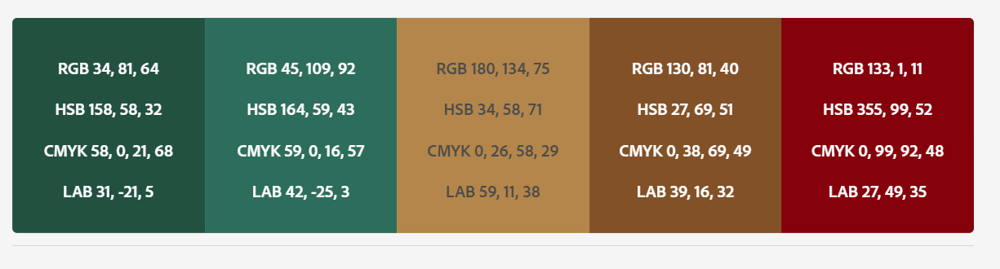 RGB 34, 81, 64
HSB 158, 58, 32
CMYK 58, 0, 21, 68
LAB 31, -21, 5
RGB 45, 109, 92
HSB 164, 59, 43
CMYK 59, 0, 16, 57
LAB 42, -25, 3
RGB 180, 134, 75
HSB 34, 58, 71
CMYK 0, 26, 58, 29
LAB 59, 11, 38
RGB 130, 81, 40
HSB 27, 69, 51
CMYK 0, 38, 69, 49
LAB 39, 16, 32
RGB 133, 1, 11
HSB 355, 99, 52
CMYK 0, 99, 92, 48
LAB 27, 49, 35